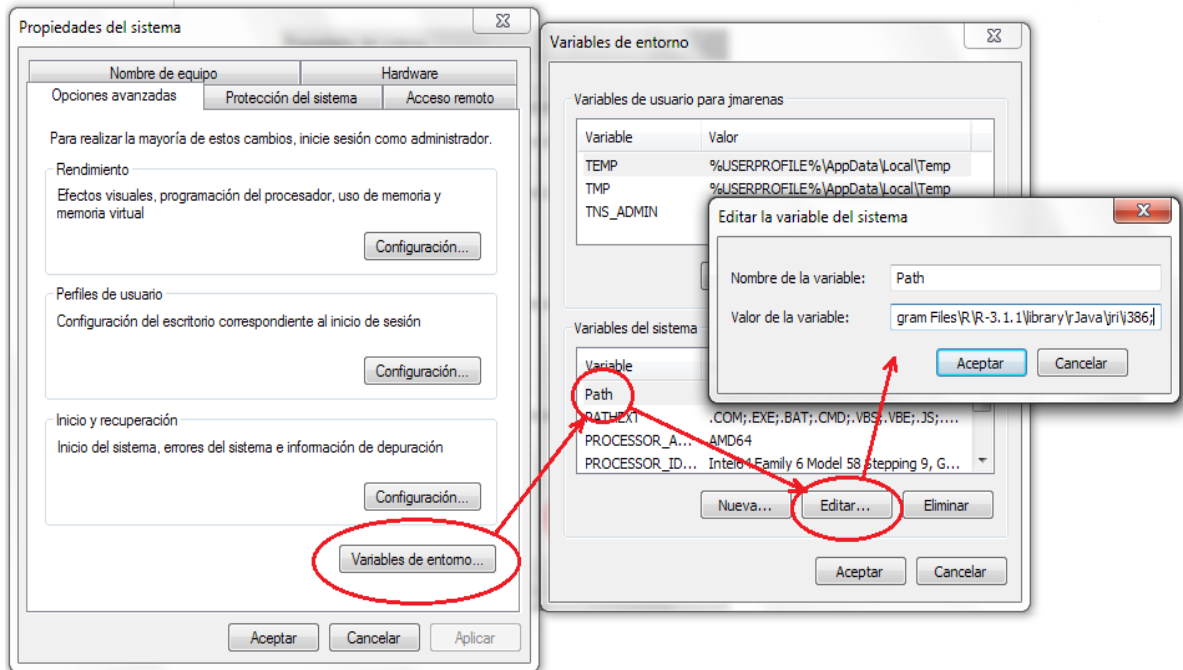 Propiedades del sistema
Nombre de equipo
Hardware
Opciones avanzadas
Protección del sistema
Acceso remoto
Para realizar la mayoría de estos cambios, inicie sesión como administrador.
Rendimiento
Efectos visuales, programación del procesador, uso de memoria y
memoria virtual
Configuración...
Perfiles de usuario
Configuración del escritorio correspondiente al inicio de sesión
Configuración...
Inicio y recuperación
Inicio del sistema, errores del sistema e información de depuración
Configuración...
Variables de entorno...
Aceptar
Cancelar
Aplicar
Variables de entorno
Variables de usuario para jmarenas
Variable Valor
TEMP %USERPROFILE%\AppData\Local\Temp
TMP %USERPROFILE%\AppData\Local\Temp
TNS_ADMIN
Variables del sistema
Variable
Path
PATHEXT .COM;.EXE;.BAT;.CMD;.VBS;.VBE;.JS;....
PROCESSOR_A... AMD64
PROCESSOR_ID... Intel64 Family 6 Model 58 Stepping 9, G...
Nueva...
Editar...
Eliminar
Aceptar
Cancelar
Editar la variable del sistema
Nombre de la variable: Path
Valor de la variable: gram Files\R\R-3.1.1\library\rJava\jri\i386;
Aceptar
Cancelar